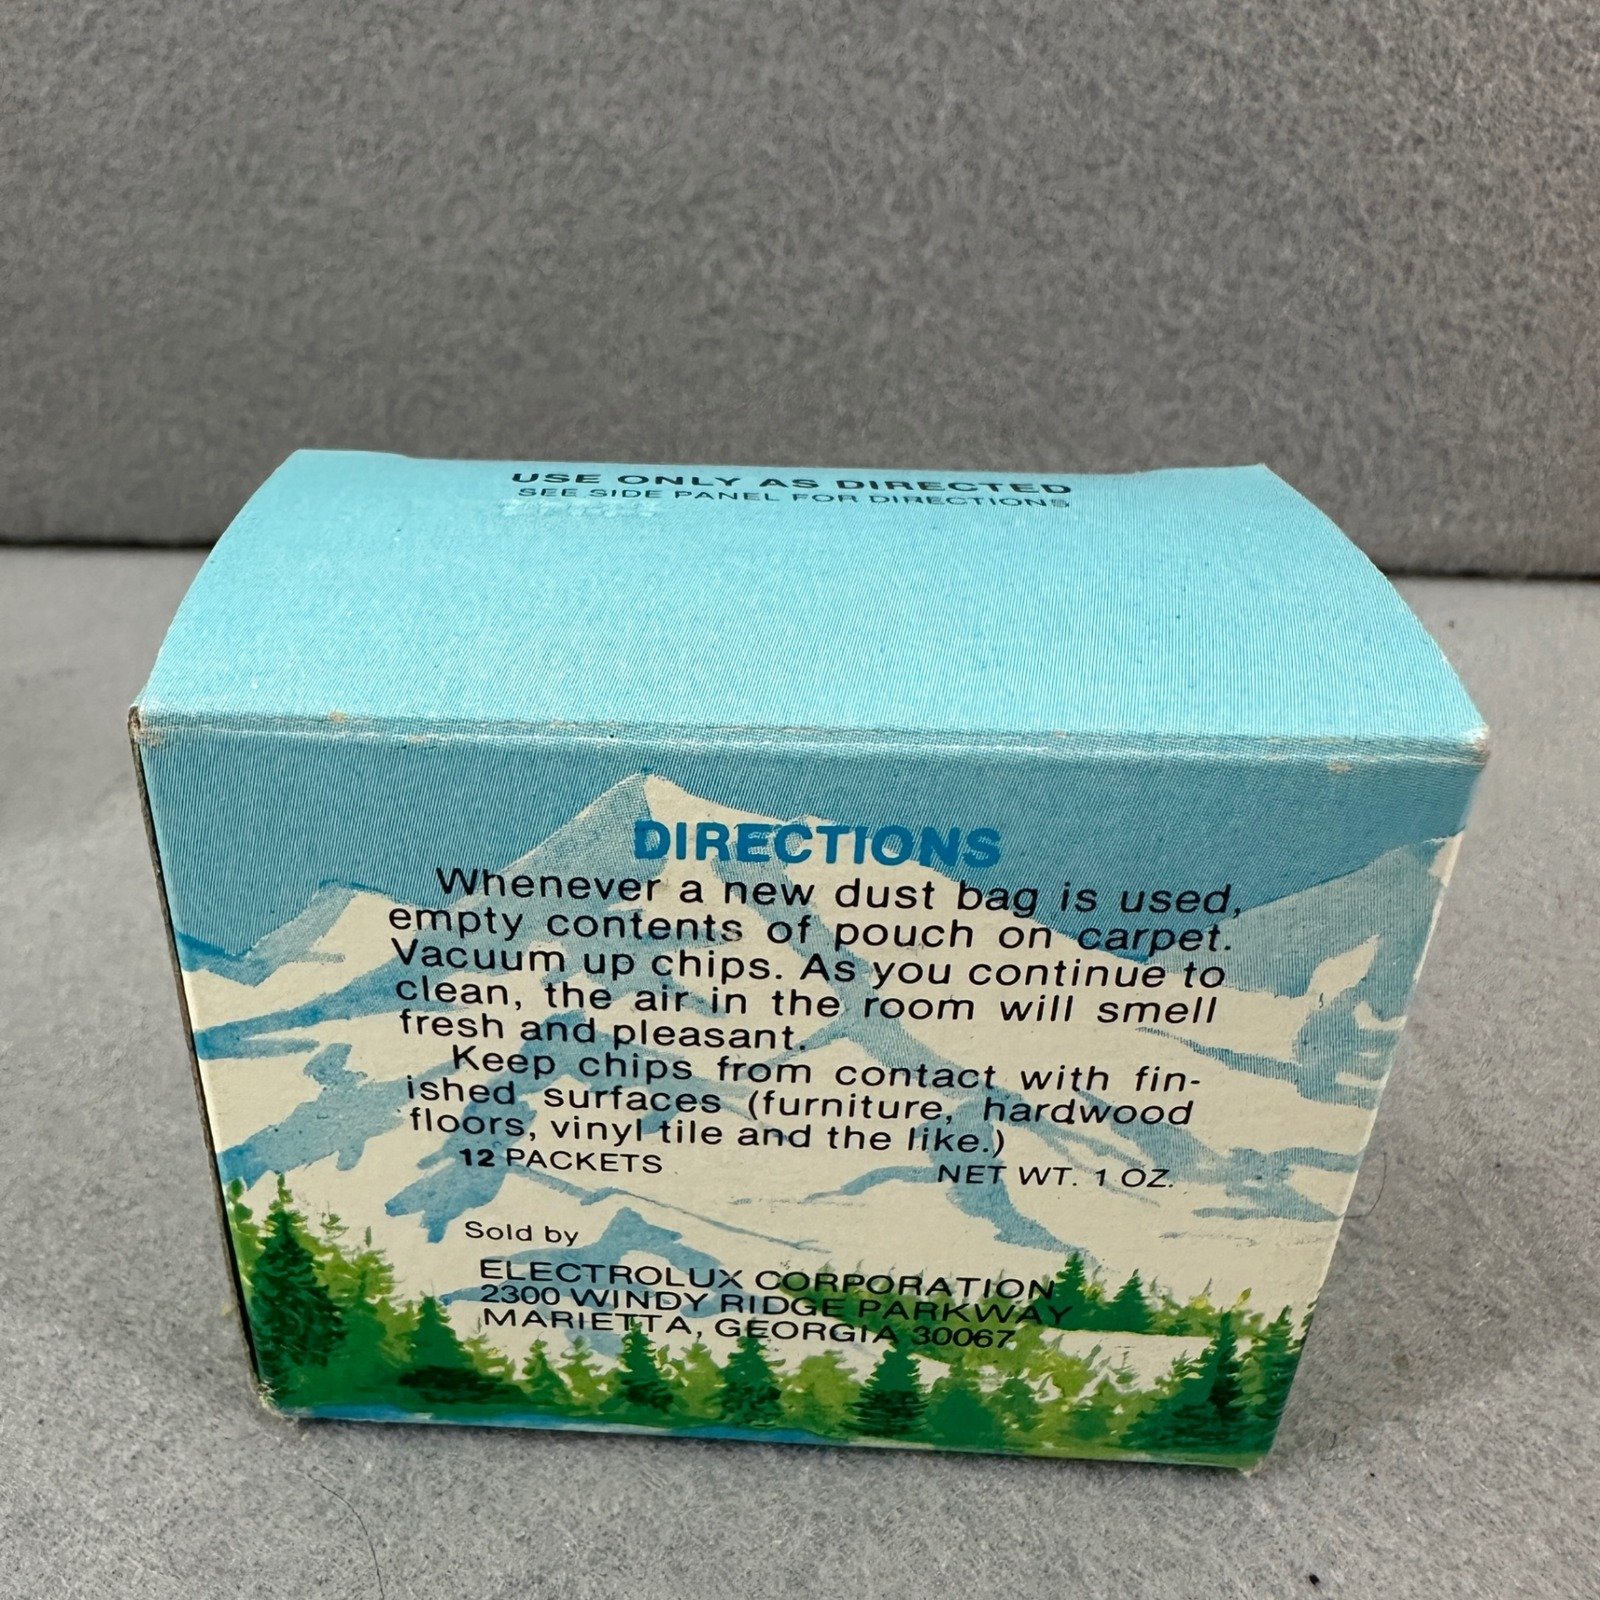 USE ONLY AS DIRECTED
SEE SIDE PANEL FOR DIRECTIONS
DIRECTIONS
Whenever a new dust bag is used,
empty contents of pouch on carpet.
Vacuum up chips. As you continue to
clean, the air in the room will smell
fresh and pleasant.
Keep chips from contact with fin-
ished surfaces (furniture, hardwood
floors, vinyl tile and the like.)
12 PACKETS NET WT. 1 OZ.
Sold by
ELECTROLUX CORPORATION
2300 WINDY RIDGE PARKWAY
MARIETTA, GEORGIA 30067